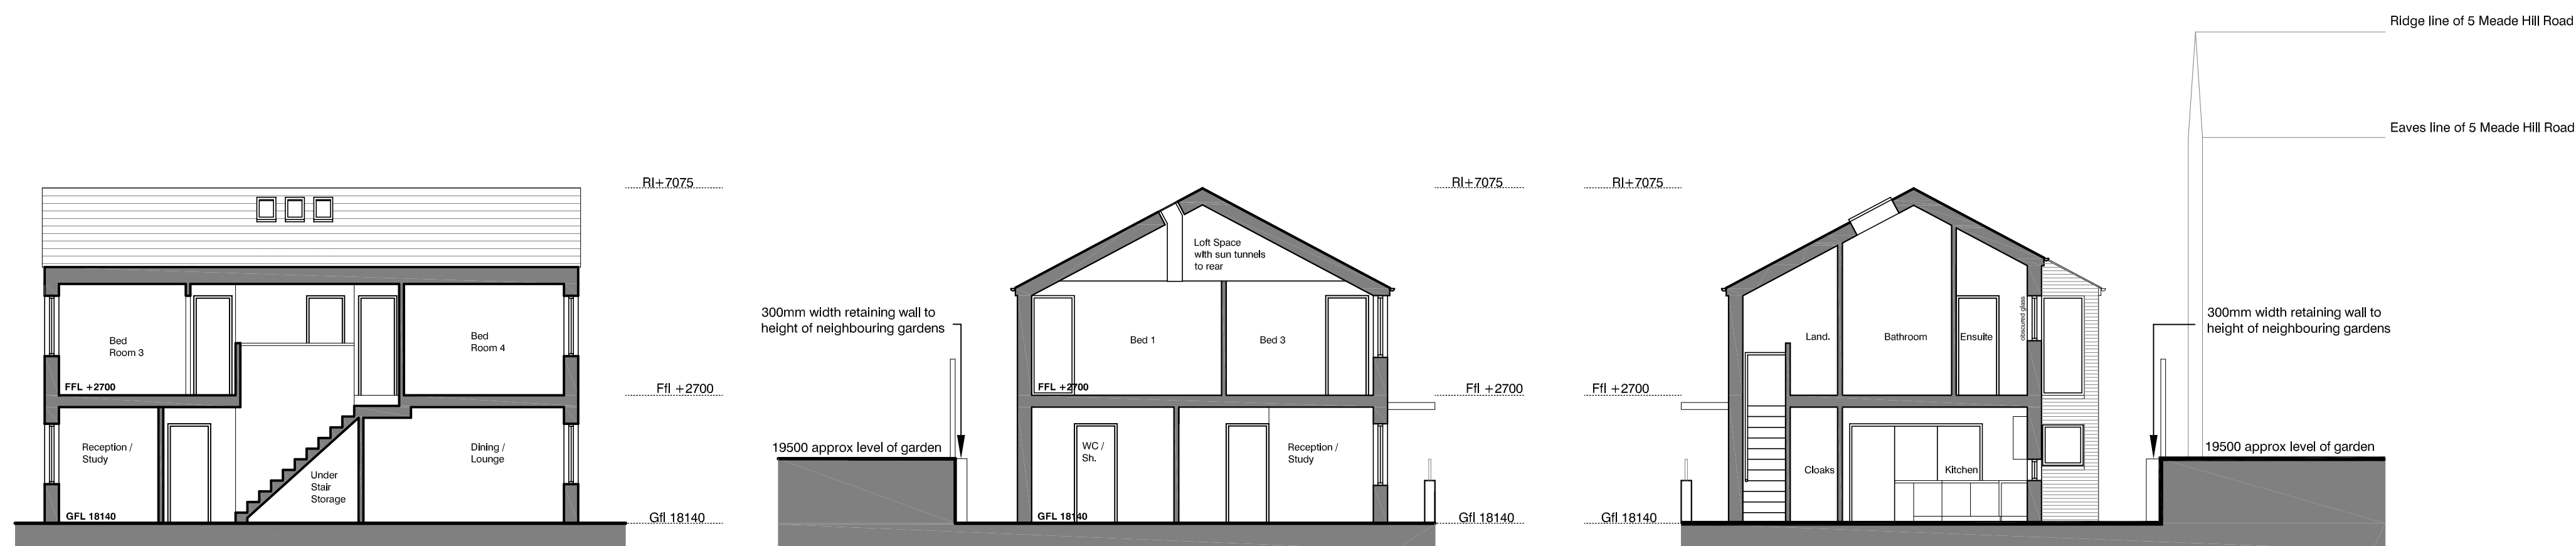 Ridge line of 5 Meade Hill Road
Eaves line of 5 Meade Hill Road
Rl+7075
Bed
Room 3
Bed
Room 4
FFL +2700
Ffl +2700
Reception /
Study
Under
Stair
Storage
Dining /
Lounge
GFL 18140
Gfl 18140
300mm width retaining wall to
height of neighbouring gardens
19500 approx level of garden
Rl+7075
Loft Space
with sun tunnels
to rear
Bed 1
Bed 3
FFL +2700
Ffl +2700
WC /
Sh.
Reception /
Study
GFL 18140
Gfl 18140
Rl+7075
Ffl +2700
Gfl 18140
Land.
Bathroom
Ensuite
obscured glass
Cloaks
Kitchen
300mm width retaining wall to
height of neighbouring gardens
19500 approx level of garden